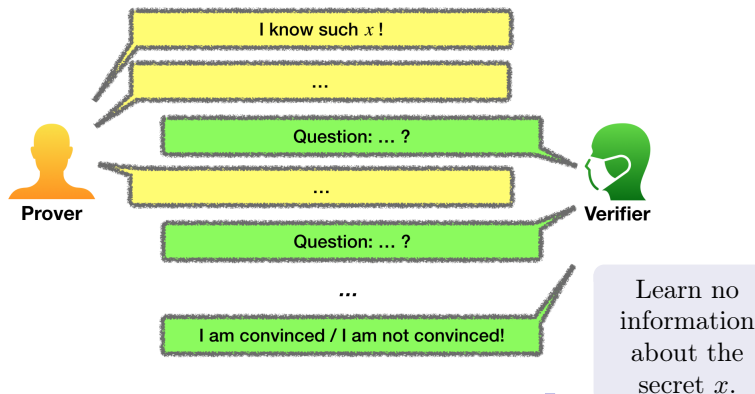 I know such x !
...
Question: ... ?
...
Prover
Verifier
Question: ... ?
...
I am convinced / I am not convinced!
Learn no
information
about the
secret x.